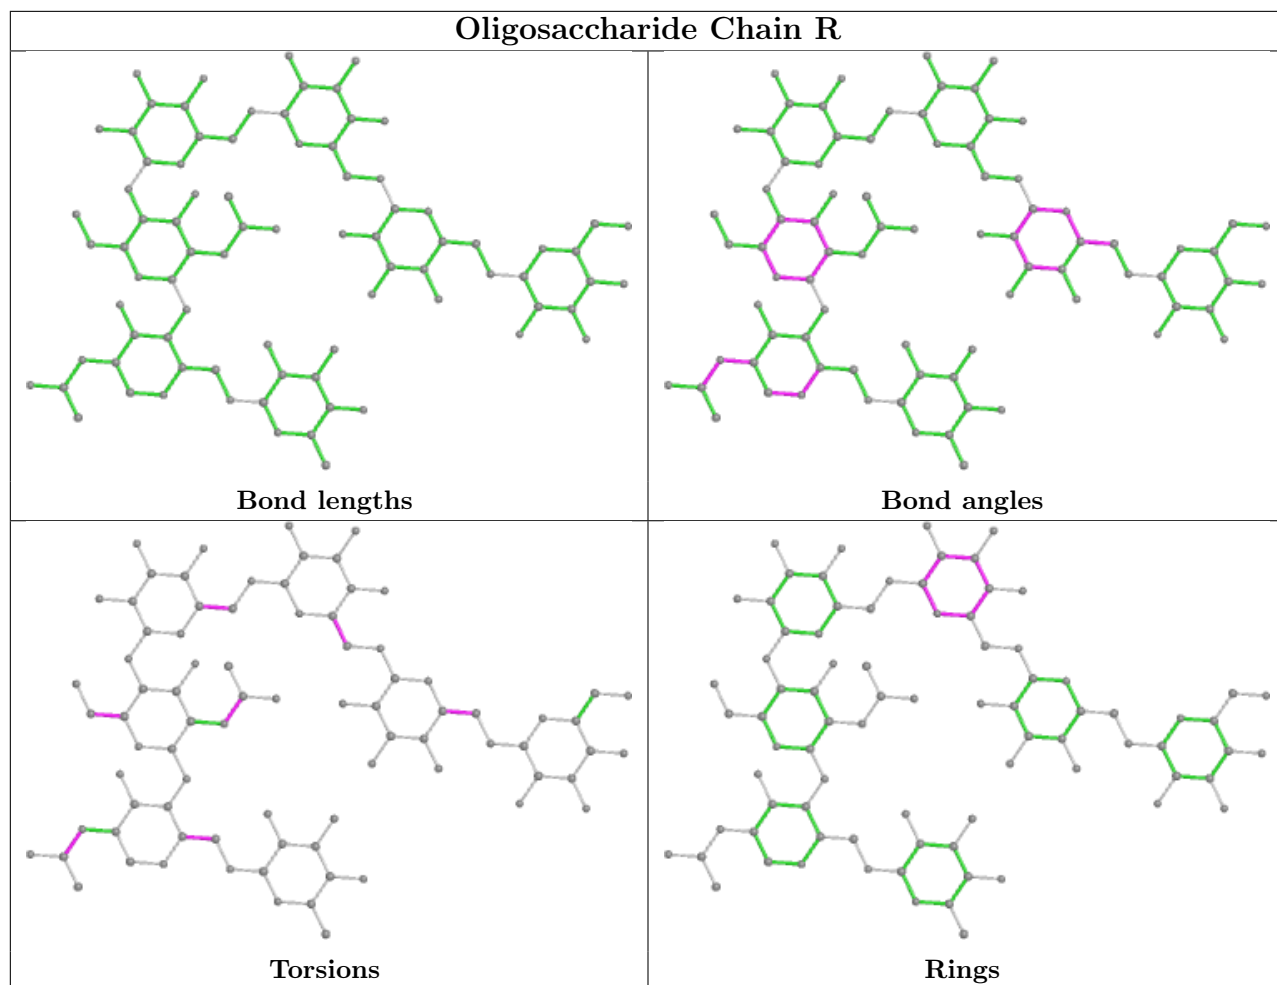 Oligosaccharide Chain R
Bond lengths
Bond angles
Torsions
Rings